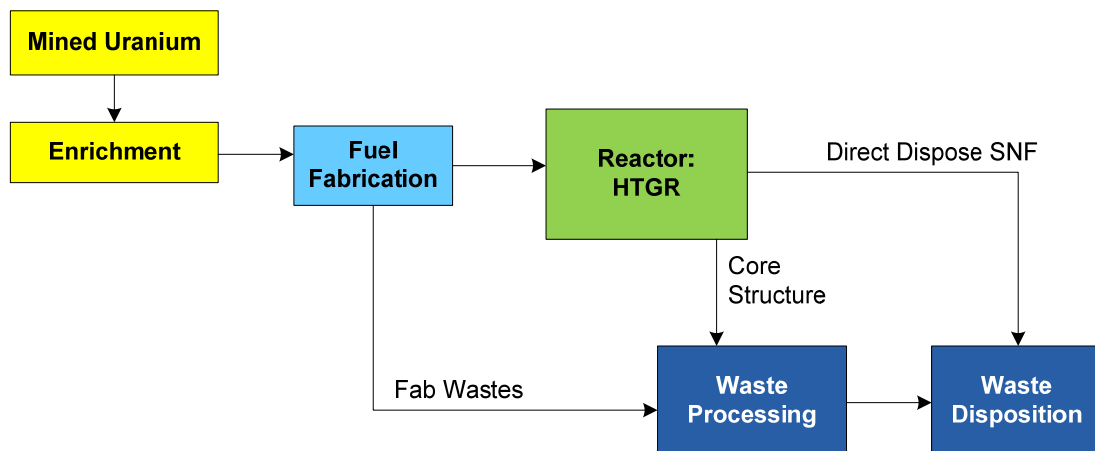 Mined Uranium
Enrichment
Fuel
Fabrication
Reactor:
HTGR
Direct Dispose SNF
Core
Structure
Fab Wastes
Waste
Processing
Waste
Disposition